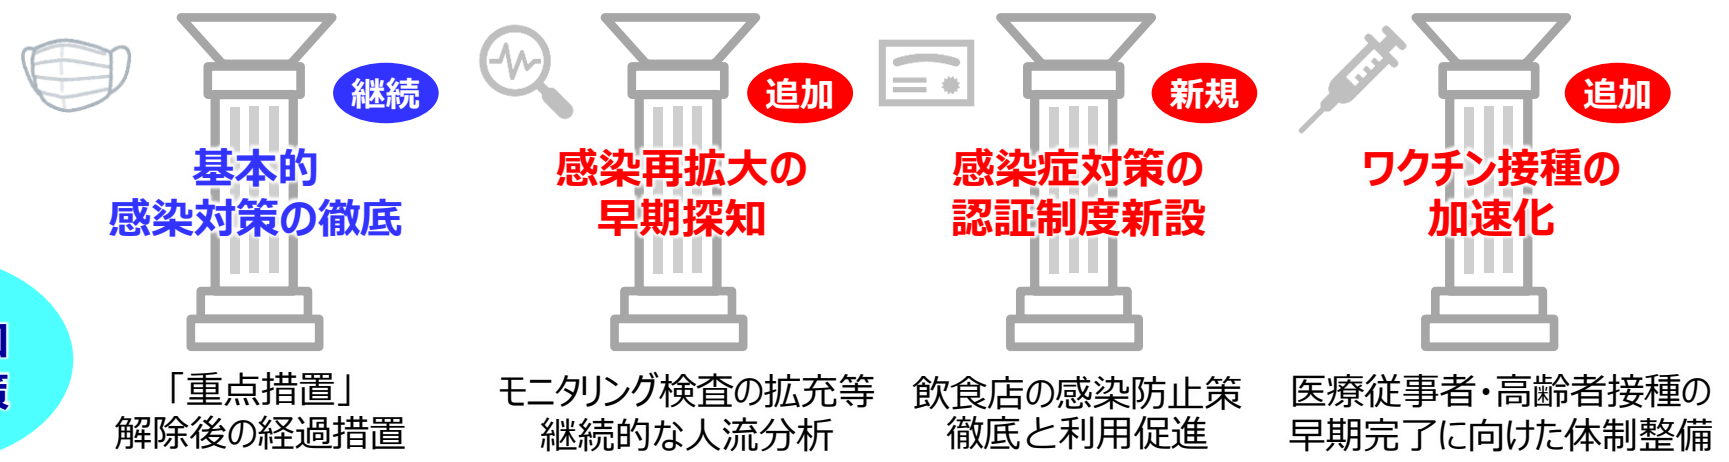 継続
基本的
感染対策の徹底
「重点措置」
解除後の経過措置
追加
感染再拡大の
早期探知
モニタリング検査の拡充等
継続的な人流分析
新規
感染症対策の
認証制度新設
飲食店の感染防止策
徹底と利用促進
追加
ワクチン接種の
加速化
医療従事者・高齢者接種の
早期完了に向けた体制整備